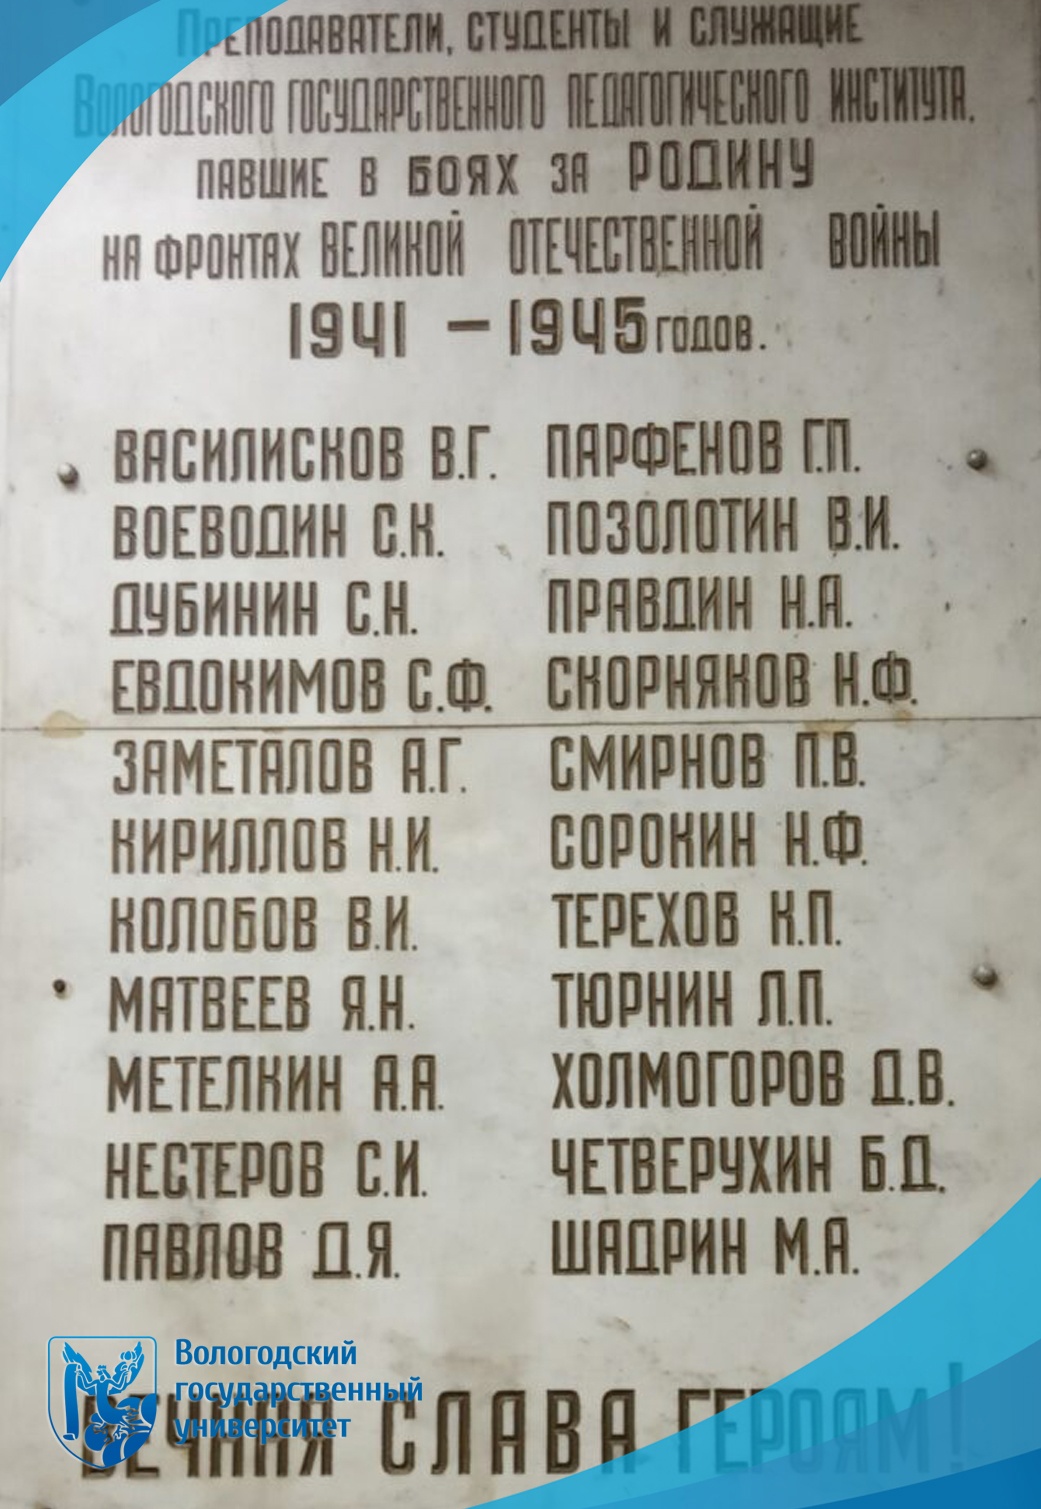 Преподаватели, студенты и служащие
Вологодского государственного педагогического института,
павшие в боях за РОДИНУ
на фронтах ВЕЛИКОЙ ОТЕЧЕСТВЕННОЙ ВОЙНЫ
1941 – 1945 годов.
ВАСИЛИСКОВ В.Г. ПАРФЕНОВ Г.П.
ВОЕВОДИН С.К. ПОЗОЛОТИН В.И.
ДУБИНИН С.Н. ПРАВДИН Н.А.
ЕВДОКИМОВ С.Ф. СКОРНЯКОВ Н.Ф.
ЗАМЕТАЛОВ А.Г. СМИРНОВ П.В.
КИРИЛЛОВ Н.И. СОРОКИН Н.Ф.
КОЛОБОВ В.И. ТЕРЕХОВ К.П.
МАТВЕЕВ Я.Н. ТЮРНИН Л.П.
МЕТЕЛКИН А.А. ХОЛМОГОРОВ Д.В.
НЕСТЕРОВ С.И. ЧЕТВЕРУХИН Б.Д.
ПАВЛОВ Д.Я. ШАДРИН М.А.
ВЕЧНАЯ СЛАВА ГЕРОЯМ!
Вологодский
государственный
университет